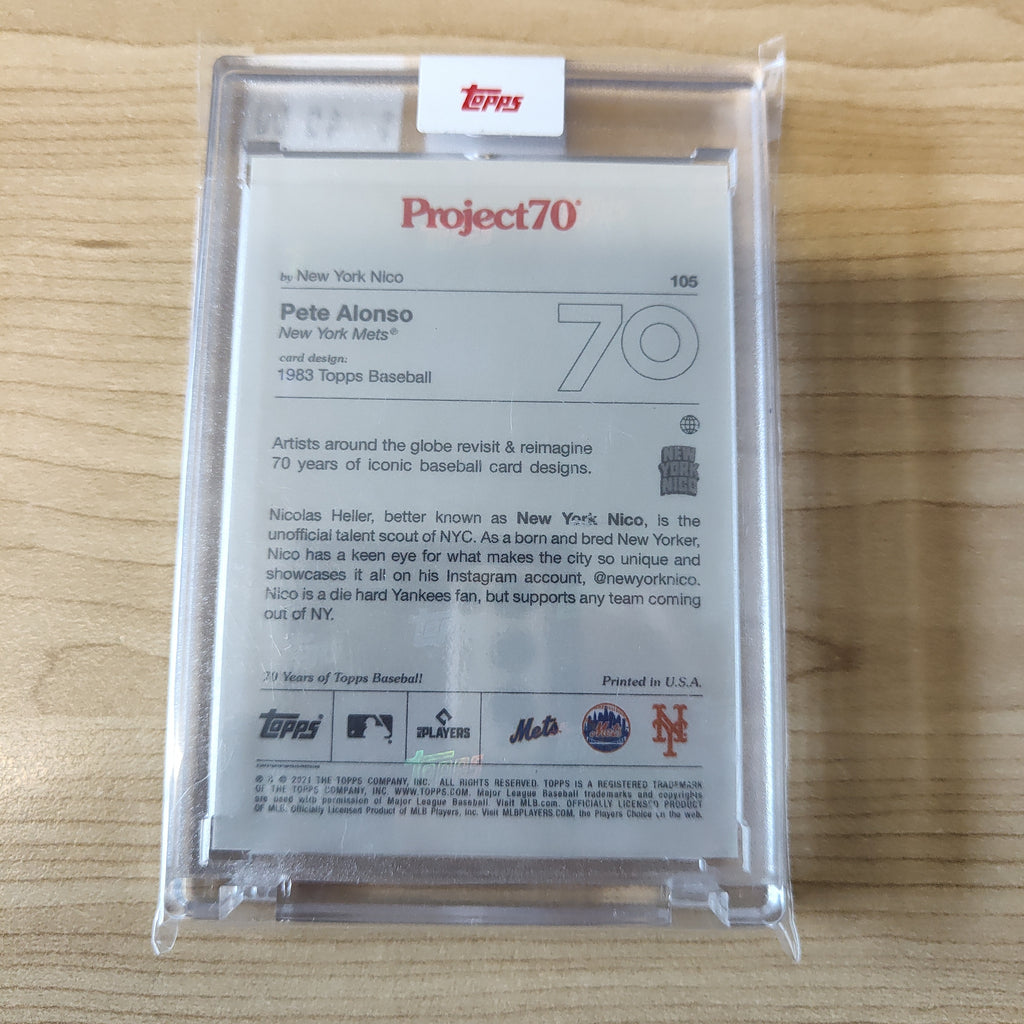 Topps
Project70®
by New York Nico 105
Pete Alonso
New York Mets®
card design:
1983 Topps Baseball
70
Artists around the globe revisit & reimagine
70 years of iconic baseball card designs.
NEW
YORK
NICO
Nicolas Heller, better known as New York Nico, is the
unofficial talent scout of NYC. As a born and bred New Yorker,
Nico has a keen eye for what makes the city so unique and
showcases it all on his Instagram account, @newyorknico.
Nico is a die hard Yankees fan, but supports any team coming
out of NY.
70 Years of Topps Baseball Printed in U.S.A.
Topps PLAYERS Mets Mets NY
® & © 2021 THE TOPPS COMPANY, INC. ALL RIGHTS RESERVED. TOPPS IS A REGISTERED TRADEMARK
OF THE TOPPS COMPANY, INC. WWW.TOPPS.COM. Major League Baseball trademarks and copyrights
are used with permission of Major League Baseball. Visit MLB.com. OFFICIALLY LICENSED PRODUCT
OF MLB. Officially Licensed Product of MLB Players, Inc. Visit MLBPLAYERS.COM, the Players Choice on the web.